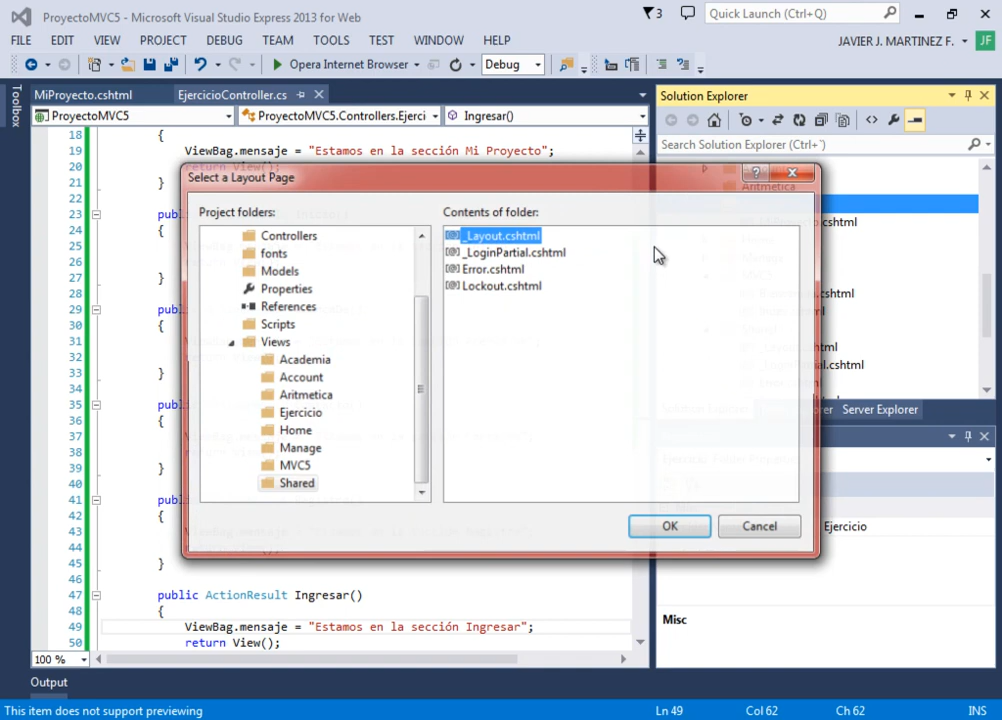 ProyectoMVC5 - Microsoft Visual Studio Express 2013 for Web
3
Quick Launch (Ctrl+Q)
FILE EDIT VIEW PROJECT DEBUG TEAM TOOLS TEST WINDOW HELP
JAVIER J. MARTINEZ F. JF
Opera Internet Browser Debug
Toolbox
MiProyecto.cshtml EjercicioController.cs
ProyectoMVC5 ProyectoMVC5.Controllers.Ejerci Ingresar()
Solution Explorer
Search Solution Explorer (Ctrl+`)
18 {
19 ViewBag.mensaje = "Estamos en la sección Mi Proyecto";
20 return View();
21 }
22
23
24
25
26
27
28
29
30
31
32
33
34
35
36
37
38
39
40
41
42
43
44
45 }
46
47 public ActionResult Ingresar()
48 {
49 ViewBag.mensaje = "Estamos en la sección Ingresar";
50 return View();
Select a Layout Page
Project folders:
Controllers
fonts
Models
Properties
References
Scripts
Views
Academia
Account
Aritmetica
Ejercicio
Home
Manage
MVC5
Shared
Contents of folder:
_Layout.cshtml
_LoginPartial.cshtml
Error.cshtml
Lockout.cshtml
OK Cancel
Aritmetica
Server Explorer
Ejercicio
Misc
100 %
Output
This item does not support previewing
Ln 49 Col 62 Ch 62 INS